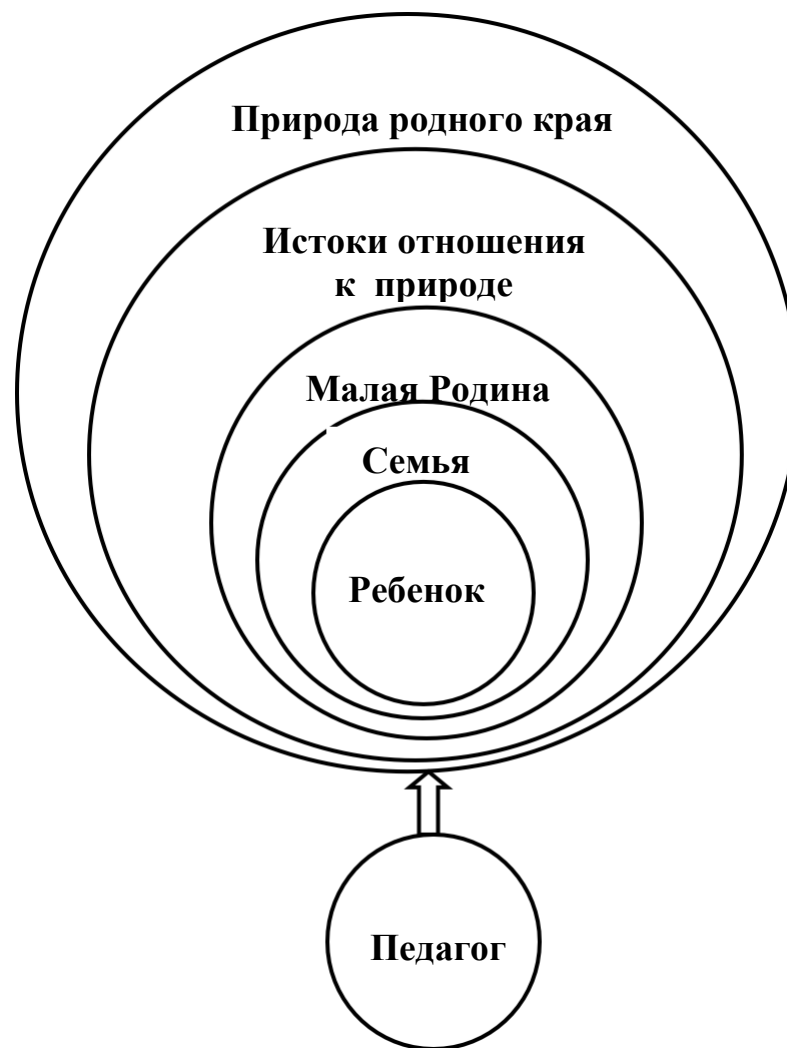 Природа родного края
Истоки отношения
к природе
Малая Родина
Семья
Ребенок
Педагог